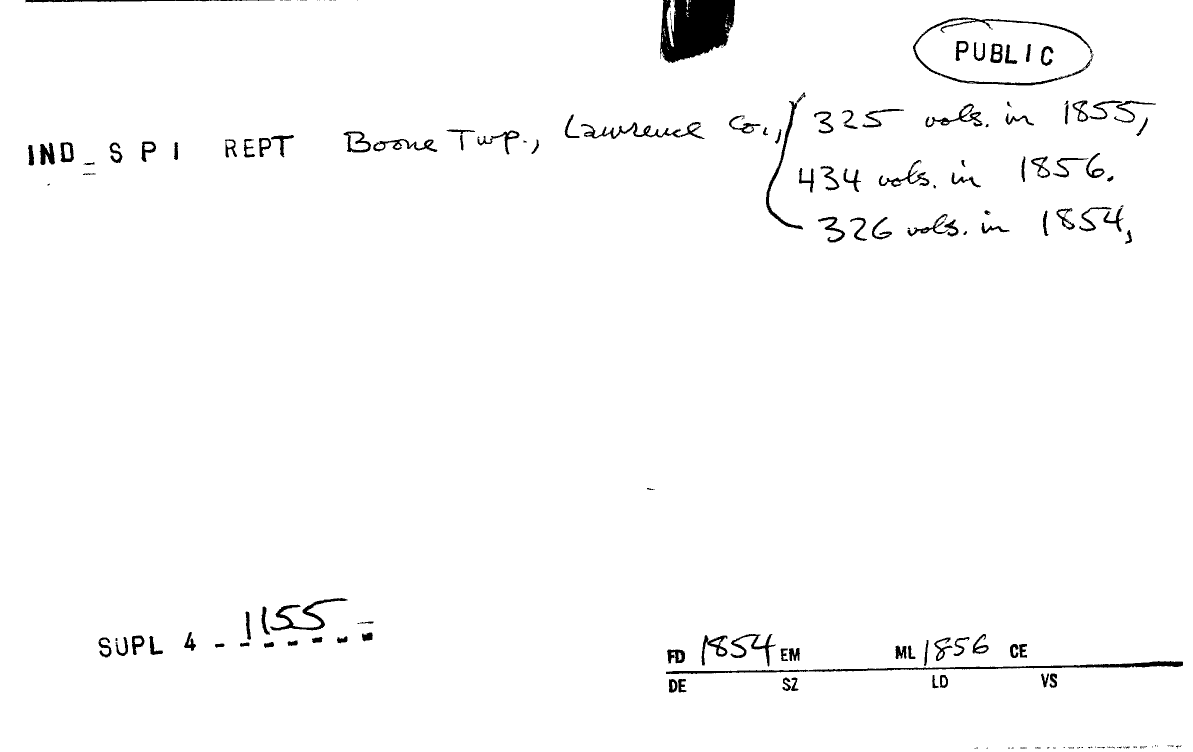 PUBLIC
IND_SPI REPT Boone Twp., Lawrence Co., 325 vols. in 1855,
434 vols. in 1856.
326 vols. in 1854,
SUPL 4 - 1155
FD 1854 EM ML 1856 CE
DE SZ LD VS